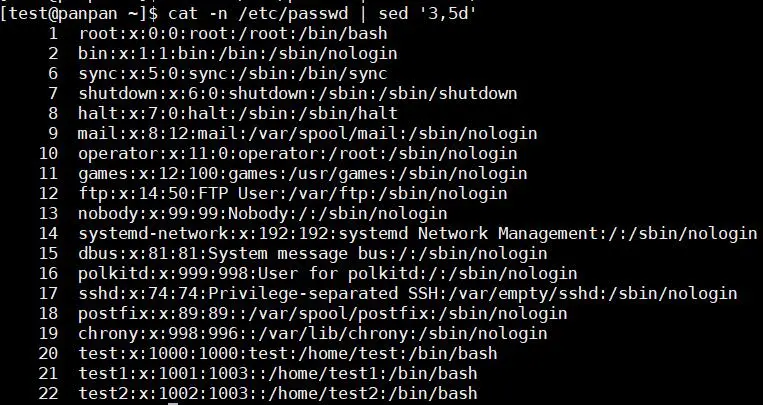 [test@panpan ~]$ cat -n /etc/passwd | sed '3,5d'
     1  root:x:0:0:root:/root:/bin/bash
     2  bin:x:1:1:bin:/bin:/sbin/nologin
     6  sync:x:5:0:sync:/sbin:/bin/sync
     7  shutdown:x:6:0:shutdown:/sbin:/sbin/shutdown
     8  halt:x:7:0:halt:/sbin:/sbin/halt
     9  mail:x:8:12:mail:/var/spool/mail:/sbin/nologin
    10  operator:x:11:0:operator:/root:/sbin/nologin
    11  games:x:12:100:games:/usr/games:/sbin/nologin
    12  ftp:x:14:50:FTP User:/var/ftp:/sbin/nologin
    13  nobody:x:99:99:Nobody:/:/sbin/nologin
    14  systemd-network:x:192:192:systemd Network Management:/:/sbin/nologin
    15  dbus:x:81:81:System message bus:/:/sbin/nologin
    16  polkitd:x:999:998:User for polkitd:/:/sbin/nologin
    17  sshd:x:74:74:Privilege-separated SSH:/var/empty/sshd:/sbin/nologin
    18  postfix:x:89:89::/var/spool/postfix:/sbin/nologin
    19  chrony:x:998:996::/var/lib/chrony:/sbin/nologin
    20  test:x:1000:1000:test:/home/test:/bin/bash
    21  test1:x:1001:1003::/home/test1:/bin/bash
    22  test2:x:1002:1003::/home/test2:/bin/bash